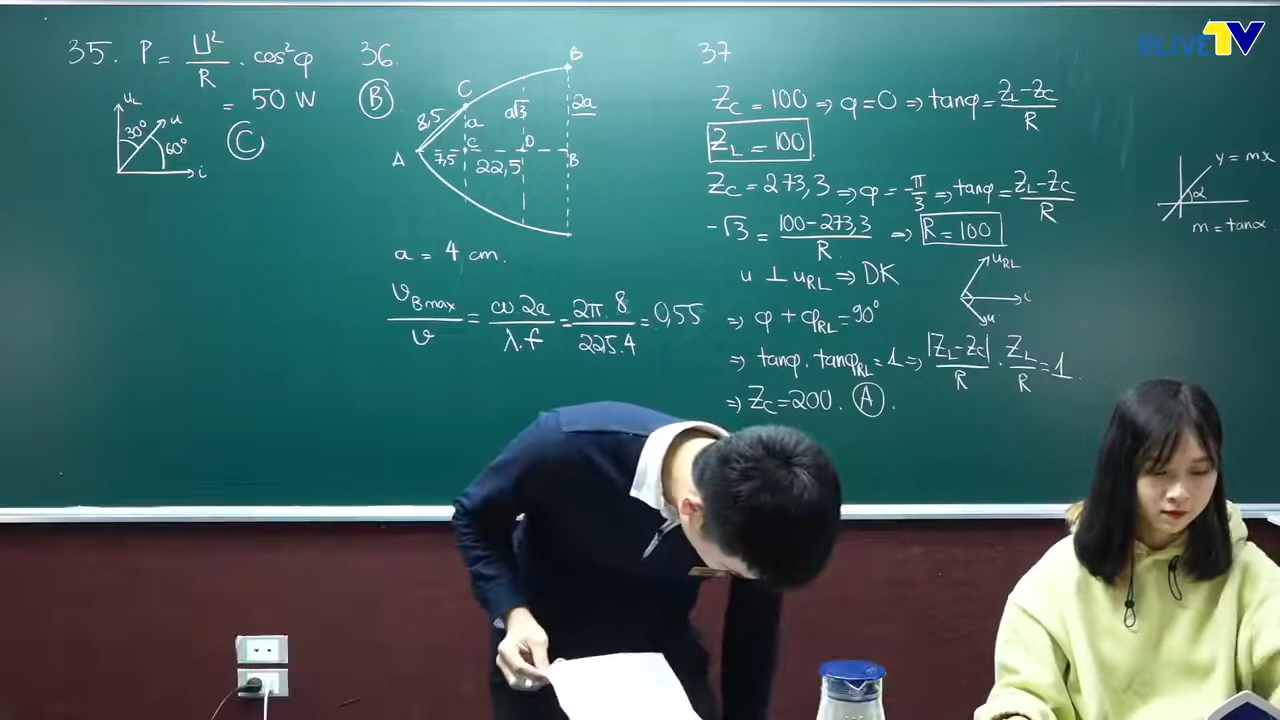 35. P = U²/R . cos²φ
= 50 W
u_L
u
30°
60°
i
C
36.
B
B
C
8,5
a
a√3
2a
A
7,5
C
22,5
D
B
a = 4 cm.
v_Bmax/v = ω2a/λ.f = 2π.8/225.4 = 0,55
37
Z_C = 100 ⇒ φ = 0 ⇒ tanφ = Z_L-Z_C/R
Z_L = 100
Z_C = 273,3 ⇒ φ = -π/3 ⇒ tanφ = Z_L-Z_C/R
-√3 = 100-273,3/R ⇒ R = 100
u ⊥ u_RL ⇒ DK
⇒ φ + φ_RL = 90°
⇒ tanφ . tanφ_RL = 1 ⇒ |Z_L-Z_C|/R . Z_L/R = 1
⇒ Z_C = 200. A.
u_RL
i
u
y = mx
α
m = tanα
BLIVE TV